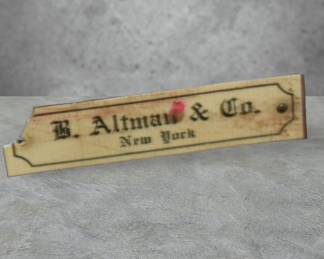 B. Altman & Co.
New York